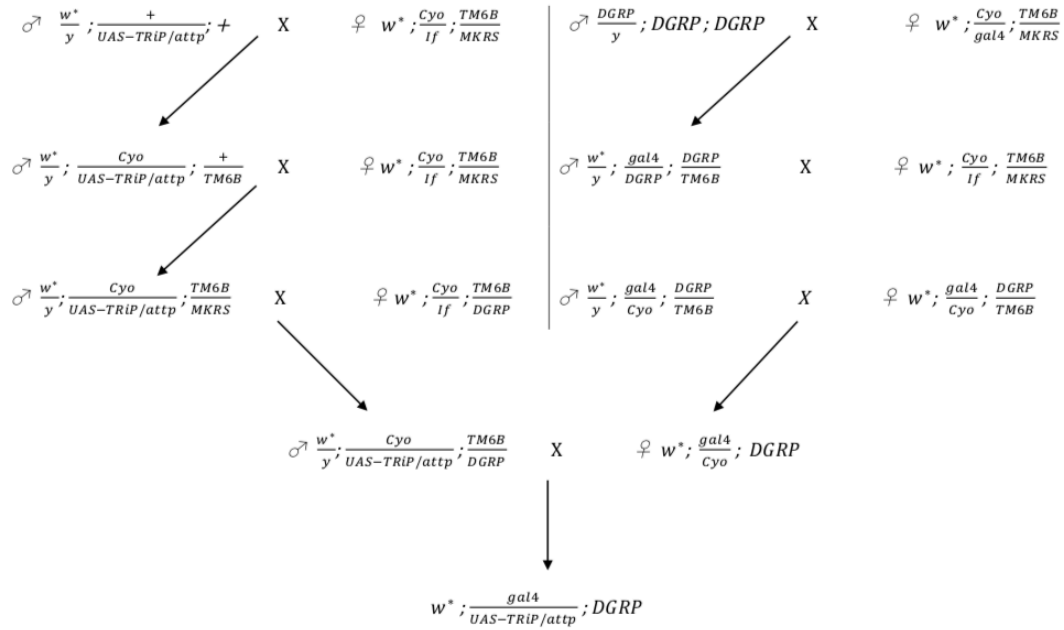 ♂ w*/y ; +/UAS−TRiP/attp ; + X ♀ w* ; Cyo/If ; TM6B/MKRS ♂ DGRP/y ; DGRP; DGRP X ♀ w* ; Cyo/gal4 ; TM6B/MKRS
♂ w*/y ; Cyo/UAS−TRiP/attp ; +/TM6B X ♀ w* ; Cyo/If ; TM6B/MKRS ♂ w*/y ; gal4/DGRP ; DGRP/TM6B X ♀ w* ; Cyo/If ; TM6B/MKRS
♂ w*/y ; Cyo/UAS−TRiP/attp ; TM6B/MKRS X ♀ w* ; Cyo/If ; TM6B/DGRP ♂ w*/y ; gal4/Cyo ; DGRP/TM6B X ♀ w* ; gal4/Cyo ; DGRP/TM6B
♂ w*/y ; Cyo/UAS−TRiP/attp ; TM6B/DGRP X ♀ w* ; gal4/Cyo ; DGRP
w* ; gal4/UAS−TRiP/attp ; DGRP